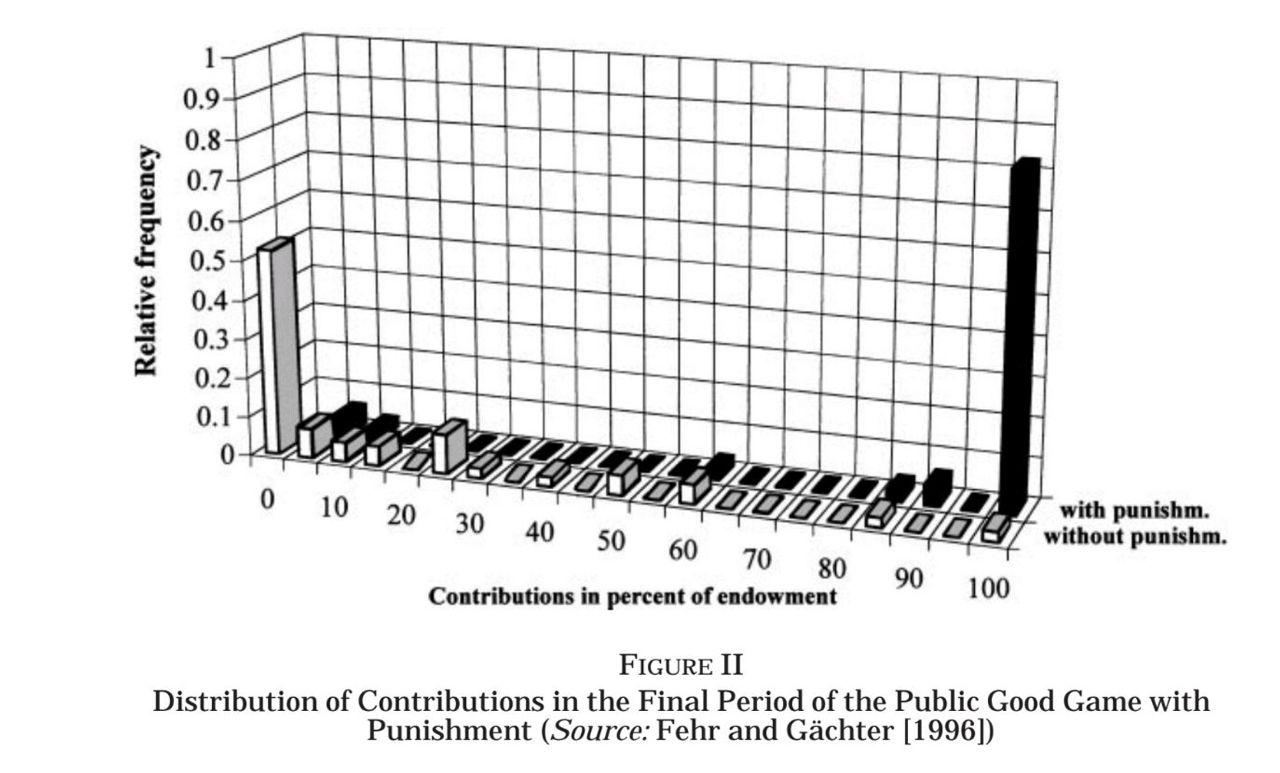 1
0.9
0.8
0.7
0.6
0.5
0.4
0.3
0.2
0.1
0
Relative frequency
0 10 20 30 40 50 60 70 80 90 100
with punishm.
without punishm.
Contributions in percent of endowment
FIGURE II
Distribution of Contributions in the Final Period of the Public Good Game with
Punishment (Source: Fehr and Gächter [1996])